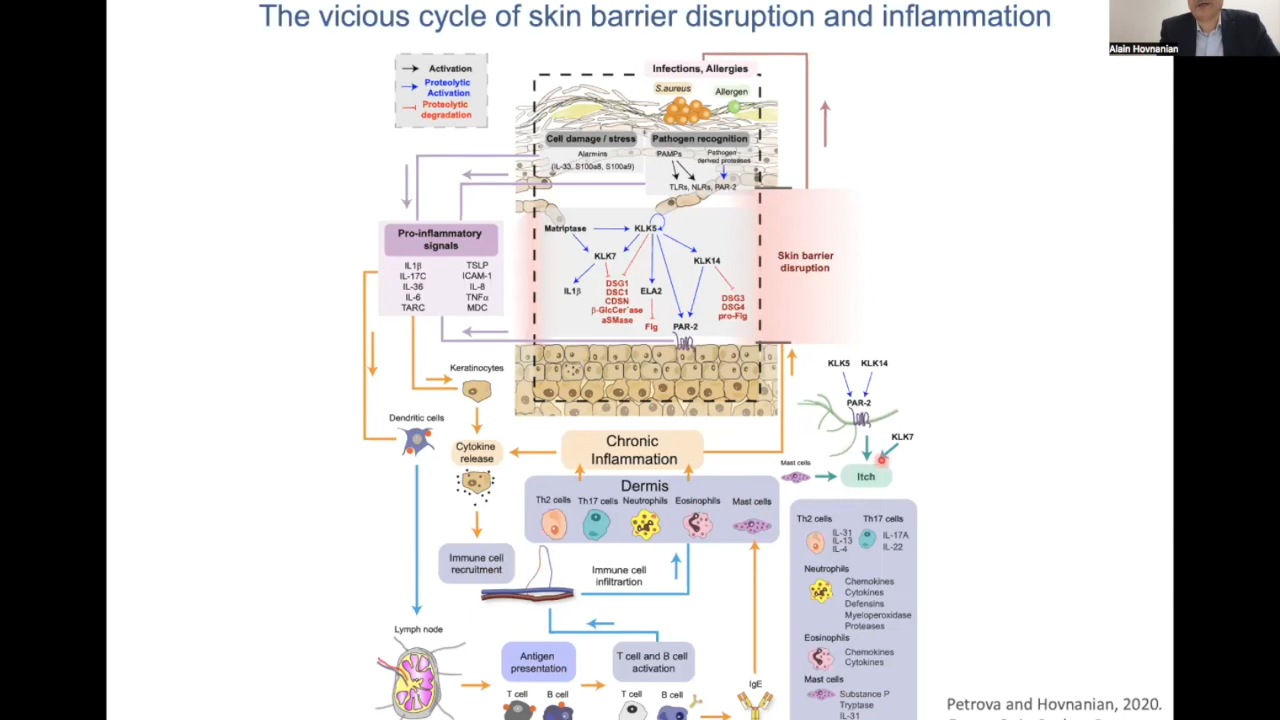 The vicious cycle of skin barrier disruption and inflammation
Alain Hovnanian
Activation
Proteolytic
Activation
Proteolytic
degradation
Infections, Allergies
S.aureus
Allergen
Cell damage / stress
Pathogen recognition
Alarmins
(IL-33, S100a8, S100a9)
PAMPs
Pathogen-
derived proteases
TLRs, NLRs, PAR-2
Matriptase
KLK5
KLK7
KLK14
IL1β
DSG1
DSC1
CDSN
β-GlcCer'ase
aSMase
ELA2
Flg
DSG3
DSG4
pro-Flg
PAR-2
Skin barrier
disruption
Pro-inflammatory
signals
IL1β
IL-17C
IL-36
IL-6
TARC
TSLP
ICAM-1
IL-8
TNFα
MDC
Keratinocytes
Dendritic cells
Cytokine
release
Chronic
Inflammation
KLK5
KLK14
PAR-2
KLK7
Mast cells
Itch
Dermis
Th2 cells
Th17 cells
Neutrophils
Eosinophils
Mast cells
Immune cell
recruitment
Immune cell
infiltrartion
Th2 cells
IL-31
IL-13
IL-4
Th17 cells
IL-17A
IL-22
Neutrophils
Chemokines
Cytokines
Defensins
Myeloperoxidase
Proteases
Eosinophils
Chemokines
Cytokines
Mast cells
Substance P
Tryptase
IL-31
Lymph node
Antigen
presentation
T cell and B cell
activation
T cell
B cell
T cell
B cell
IgE
Petrova and Hovnanian, 2020.